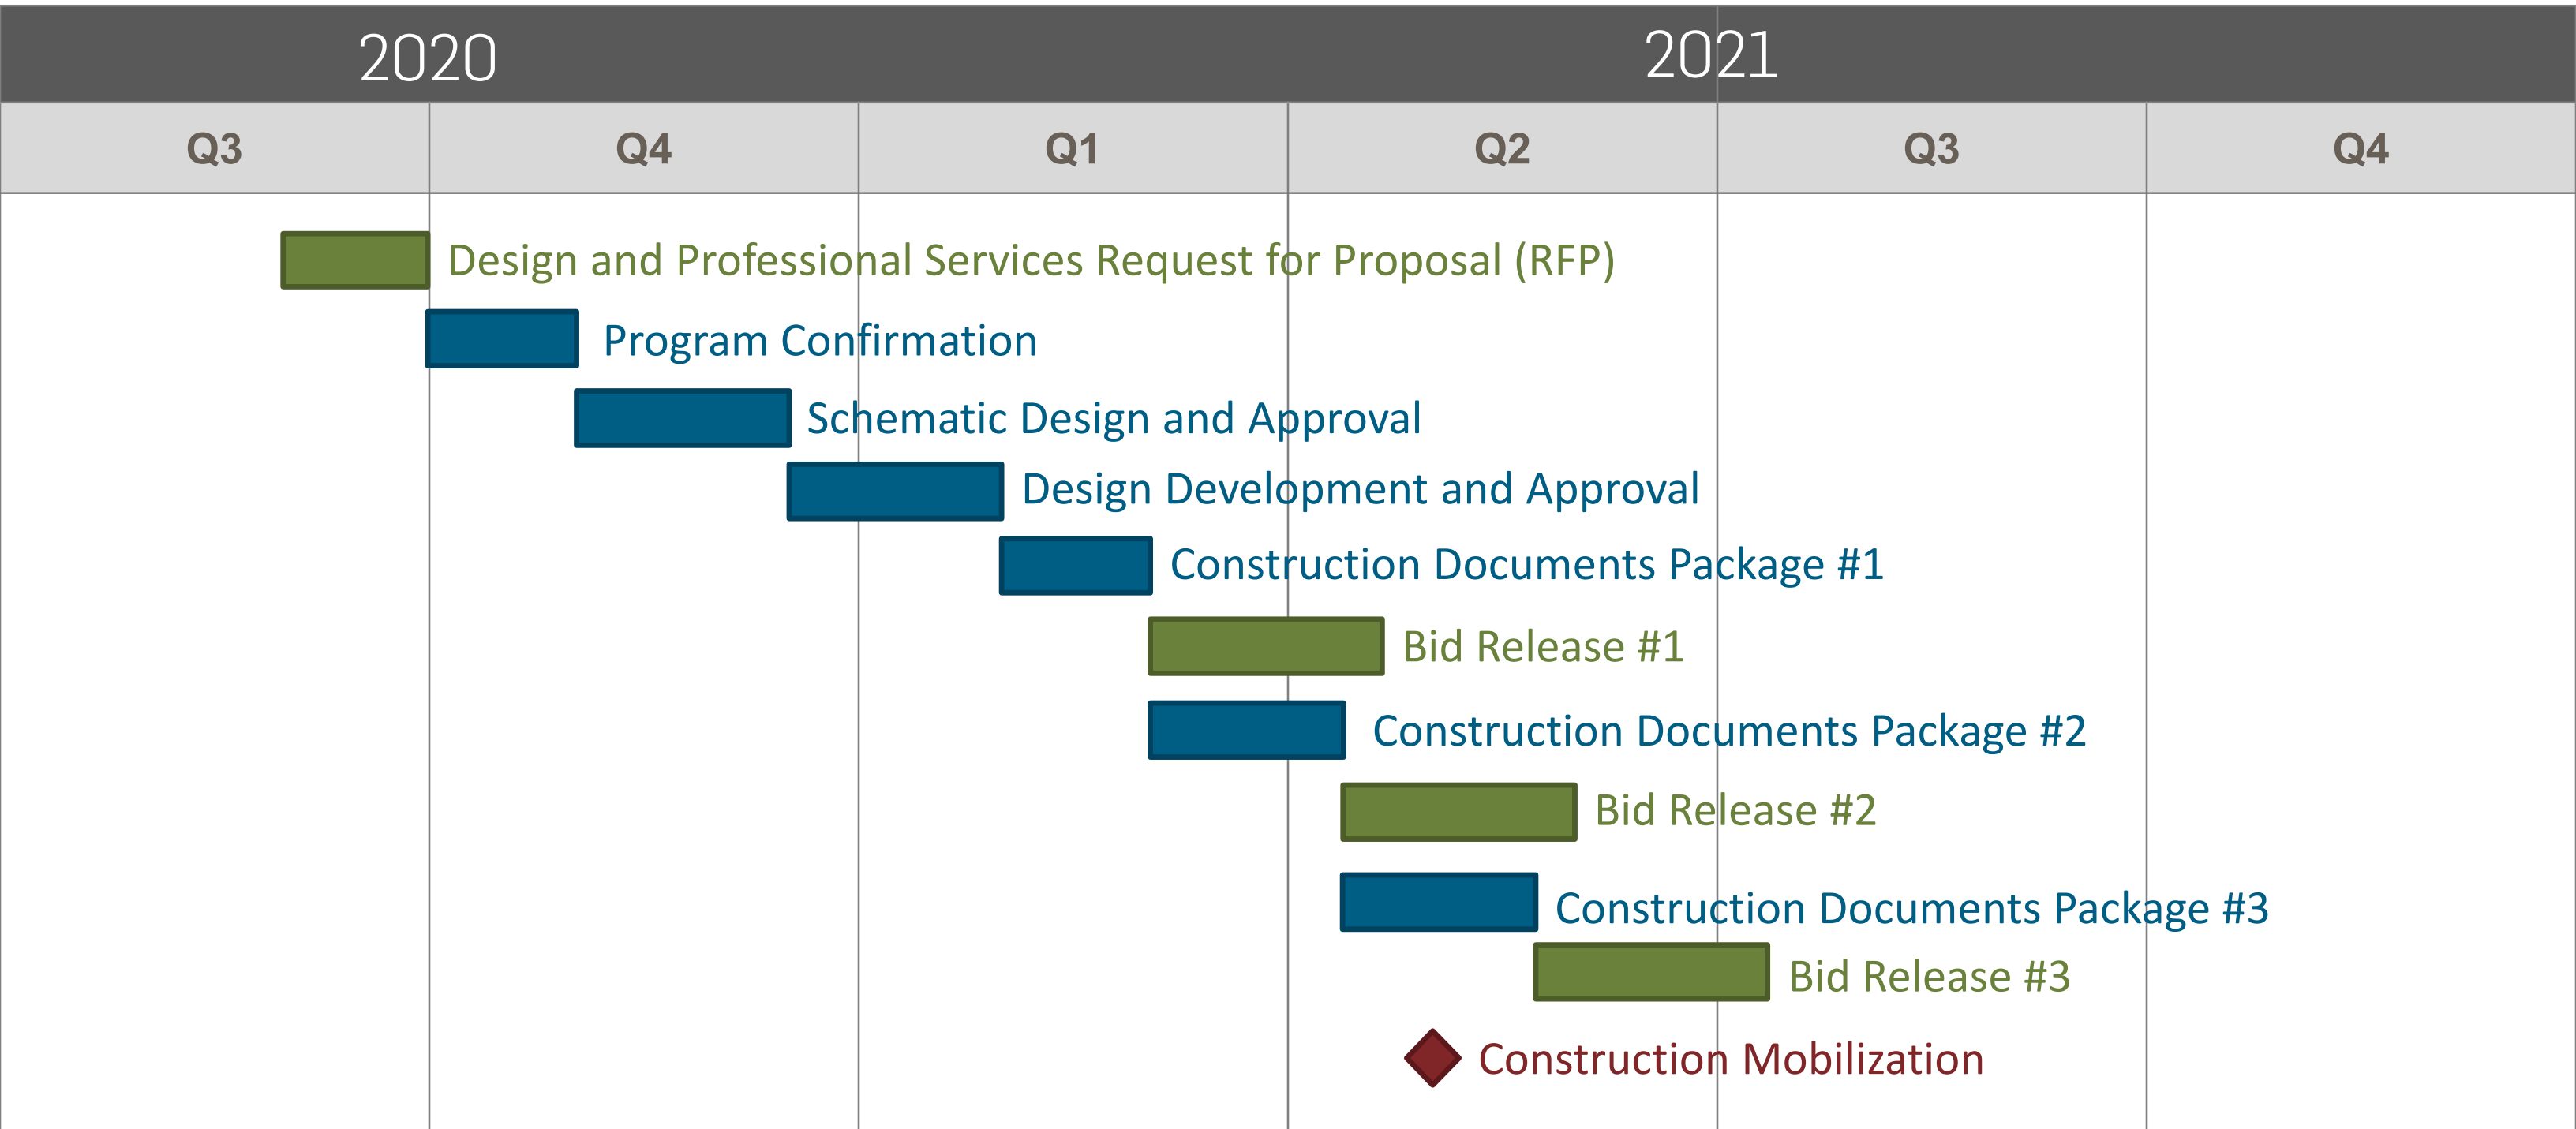 2020 2021
Q3 Q4 Q1 Q2 Q3 Q4
Design and Professional Services Request for Proposal (RFP)
Program Confirmation
Schematic Design and Approval
Design Development and Approval
Construction Documents Package #1
Bid Release #1
Construction Documents Package #2
Bid Release #2
Construction Documents Package #3
Bid Release #3
Construction Mobilization